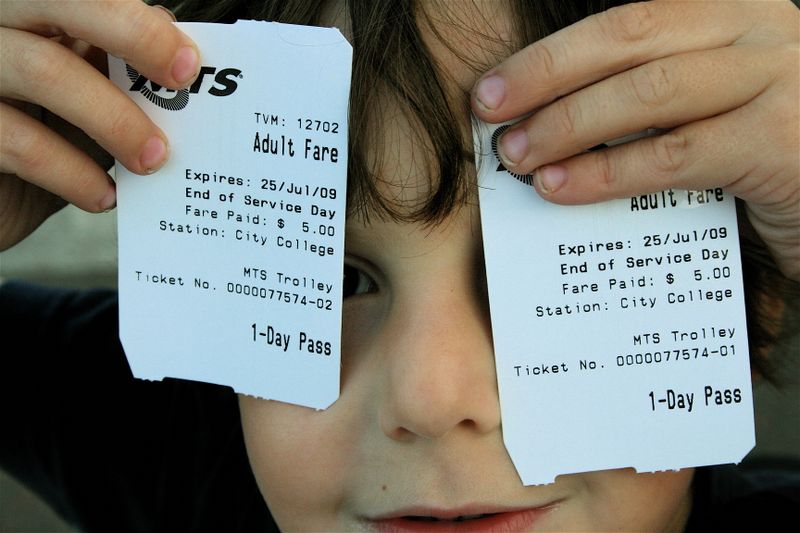 MTS
TVM: 12702
Adult Fare
Expires: 25/Jul/09
End of Service Day
Fare Paid: $ 5.00
Station: City College
MTS Trolley
Ticket No. 0000077574-02
1-Day Pass
Adult Fare
Expires: 25/Jul/09
End of Service Day
Fare Paid: $ 5.00
Station: City College
MTS Trolley
Ticket No. 0000077574-01
1-Day Pass